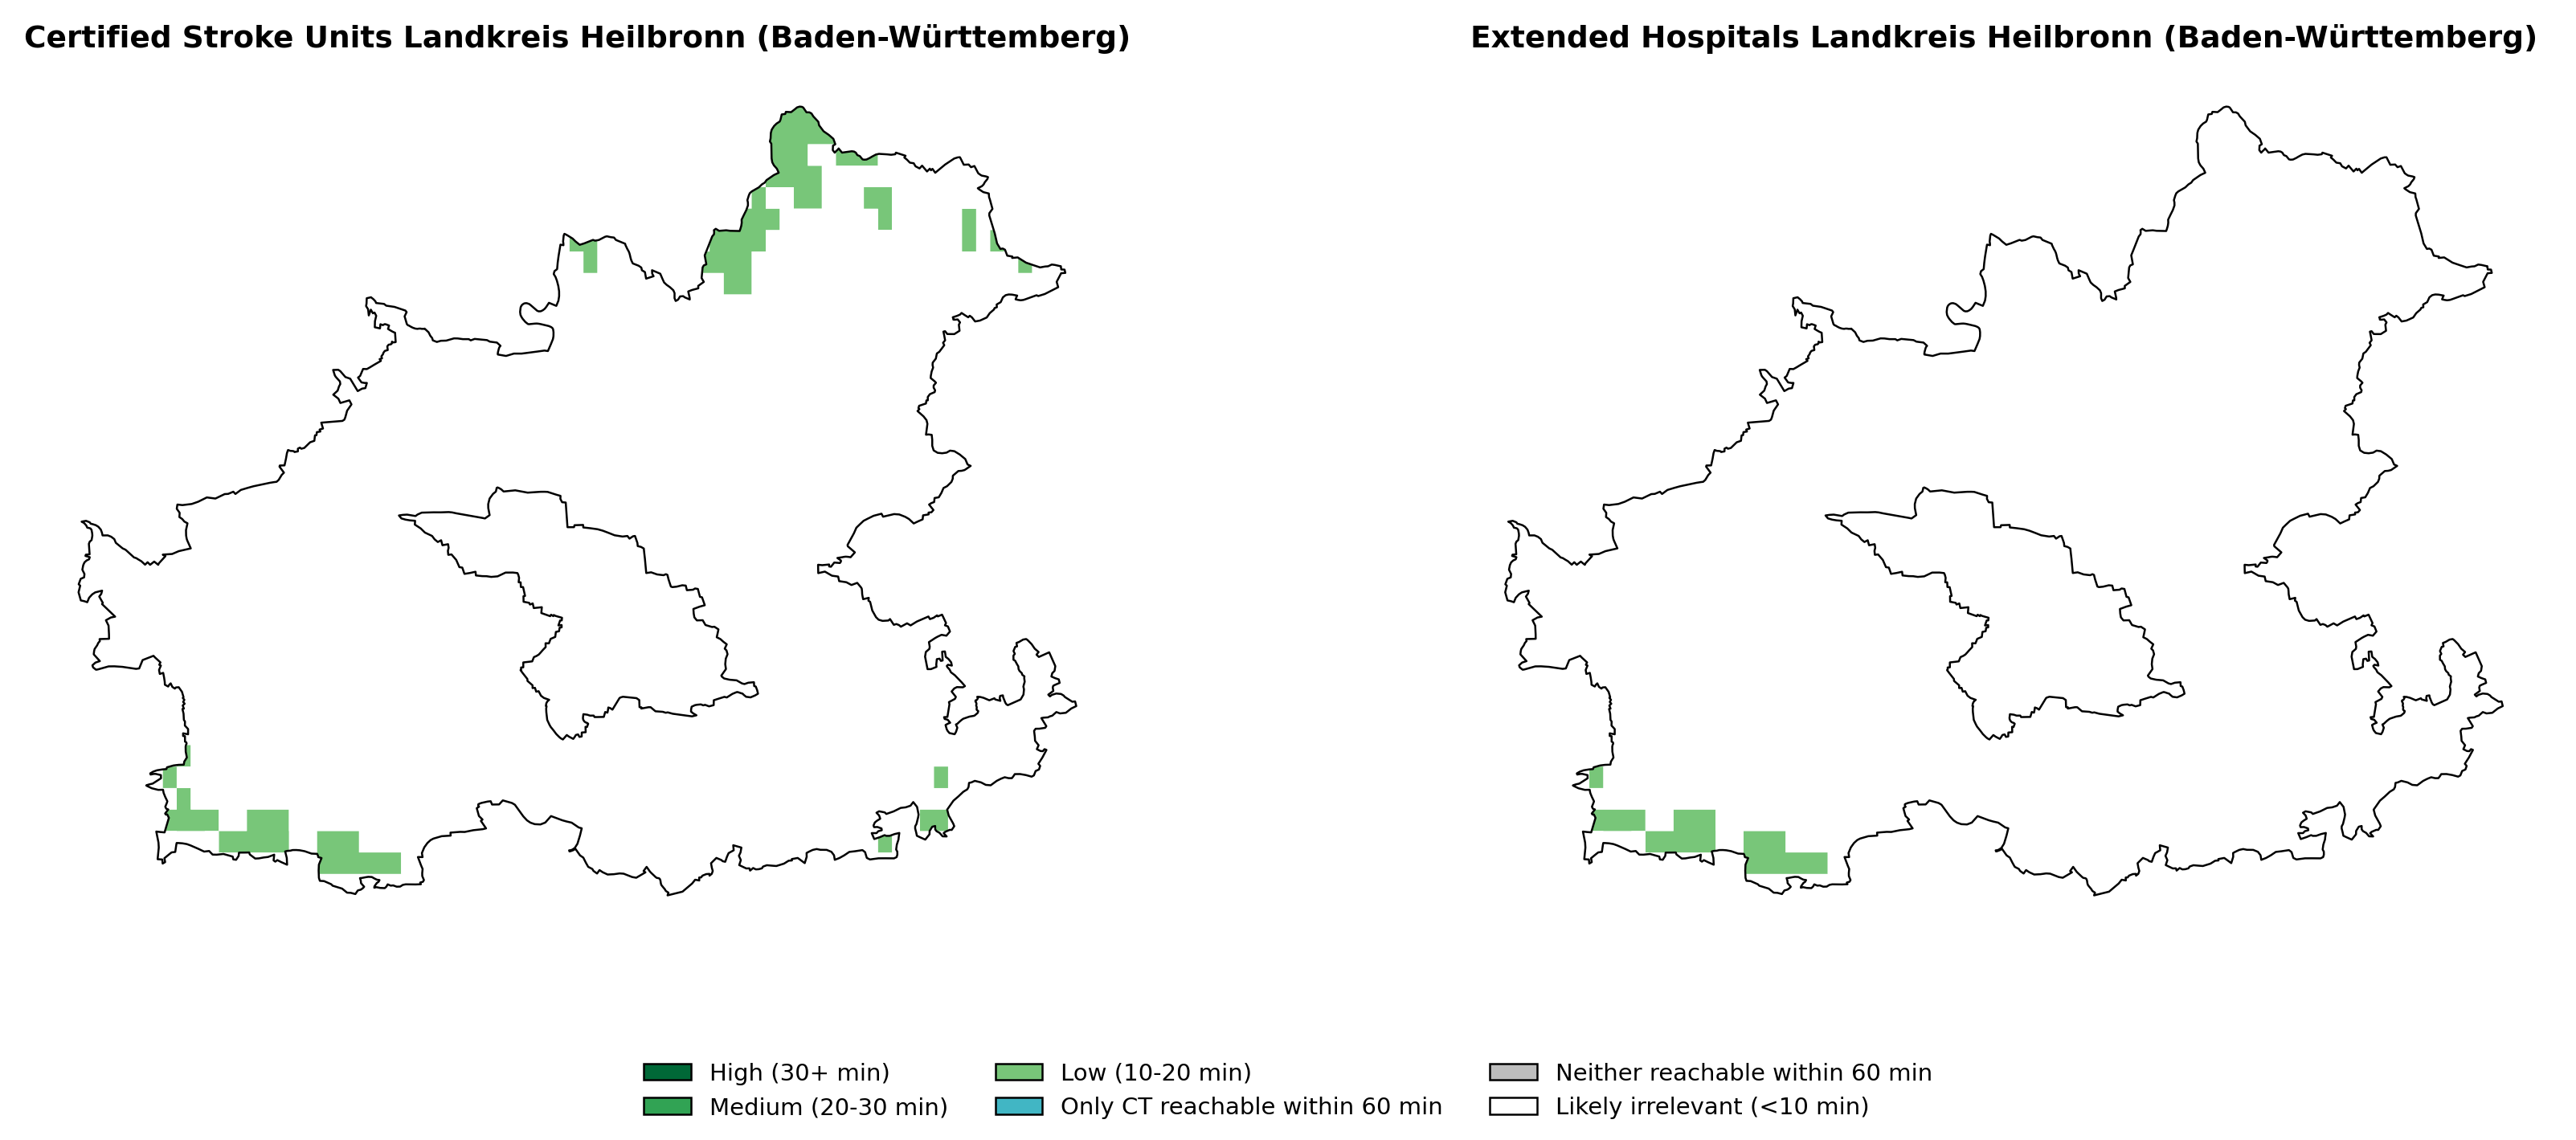 Certified Stroke Units Landkreis Heilbronn (Baden-Württemberg)
Extended Hospitals Landkreis Heilbronn (Baden-Württemberg)
High (30+ min)
Medium (20-30 min)
Low (10-20 min)
Only CT reachable within 60 min
Neither reachable within 60 min
Likely irrelevant (<10 min)